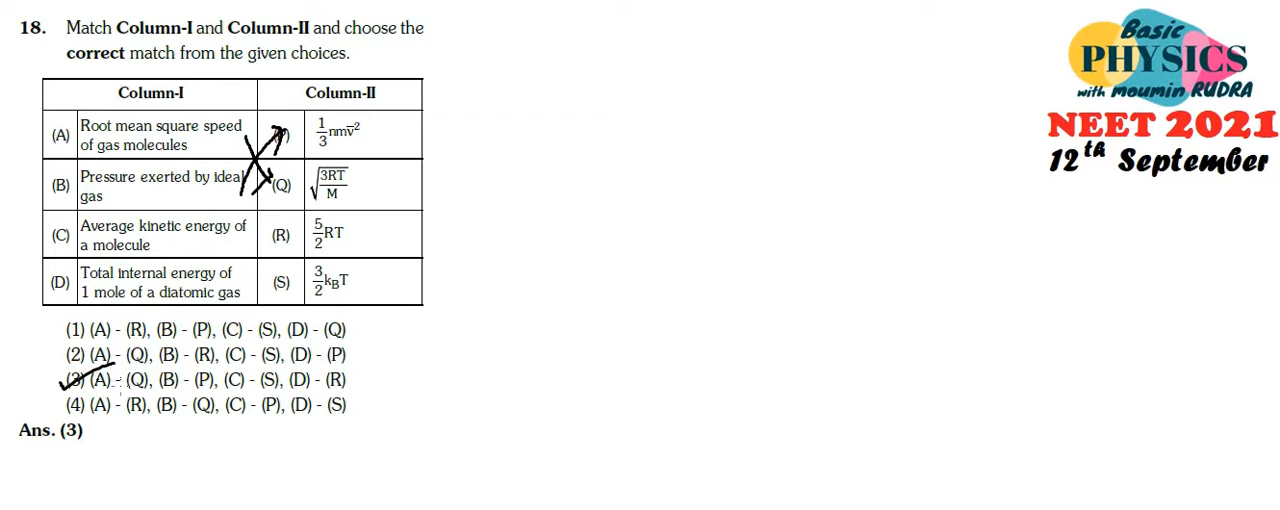 18. Match Column-I and Column-II and choose the
correct match from the given choices.
Column-I Column-II
(A) Root mean square speed of gas molecules (P) 1/3 nmv̄²
(B) Pressure exerted by ideal gas (Q) √(3RT/M)
(C) Average kinetic energy of a molecule (R) 5/2 RT
(D) Total internal energy of 1 mole of a diatomic gas (S) 3/2 k_BT
(1) (A) - (R), (B) - (P), (C) - (S), (D) - (Q)
(2) (A) - (Q), (B) - (R), (C) - (S), (D) - (P)
(3) (A) - (Q), (B) - (P), (C) - (S), (D) - (R)
(4) (A) - (R), (B) - (Q), (C) - (P), (D) - (S)
Ans. (3)
Basic
PHYSICS
with moumin RUDRA
NEET 2021
12th September